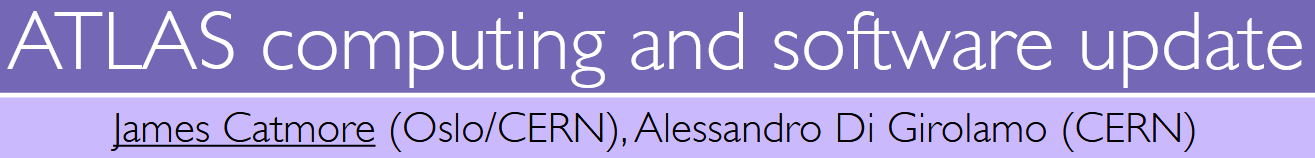 ATLAS computing and software update
James Catmore (Oslo/CERN), Alessandro Di Girolamo (CERN)